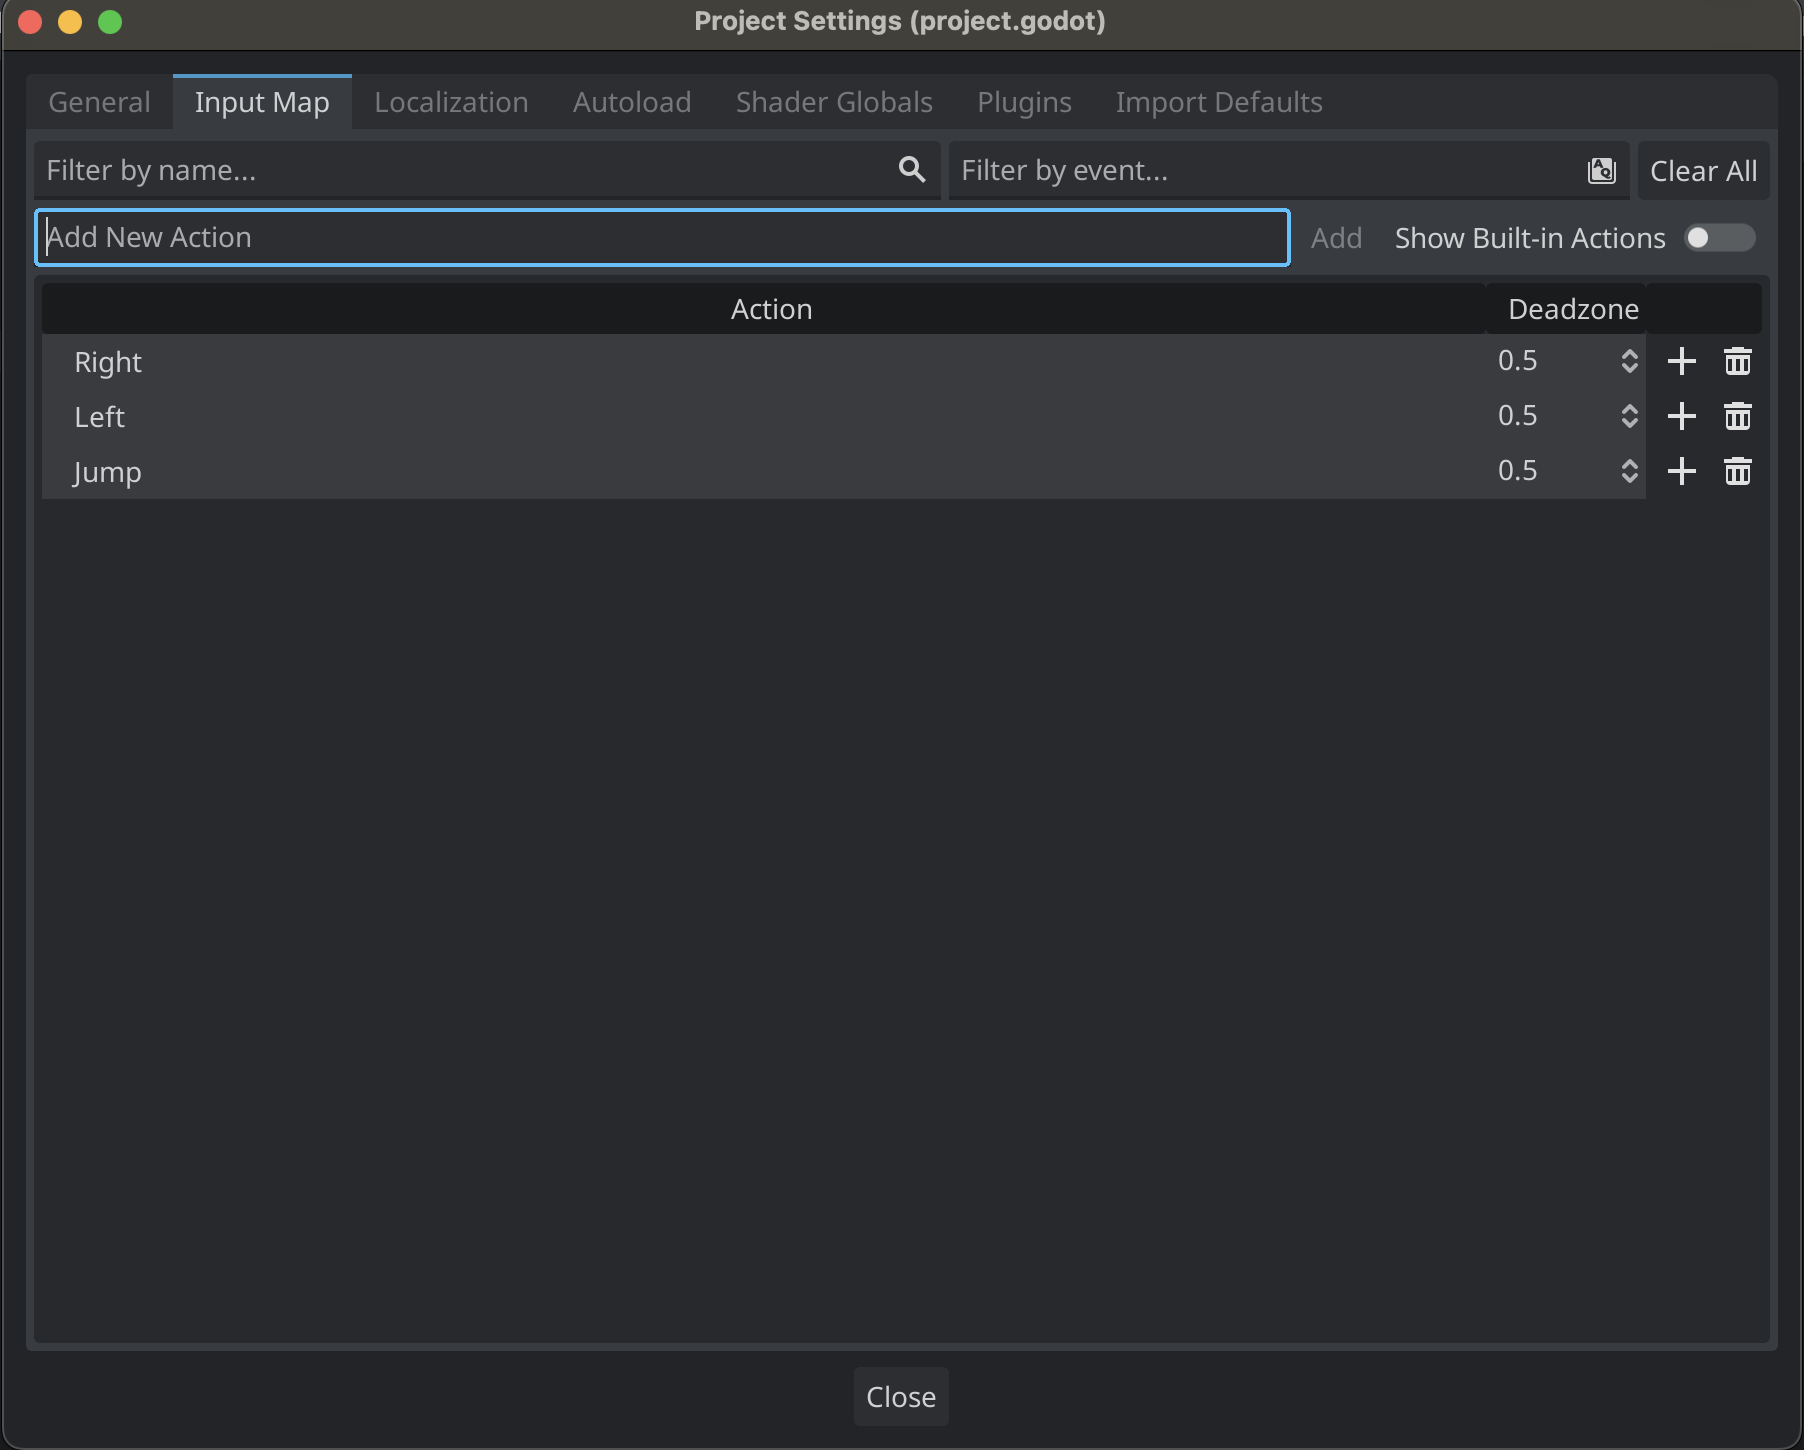 Project Settings (project.godot)
General Input Map Localization Autoload Shader Globals Plugins Import Defaults
Filter by name... Filter by event... Clear All
Add New Action Add Show Built-in Actions
Action Deadzone
Right 0.5
Left 0.5
Jump 0.5
Close